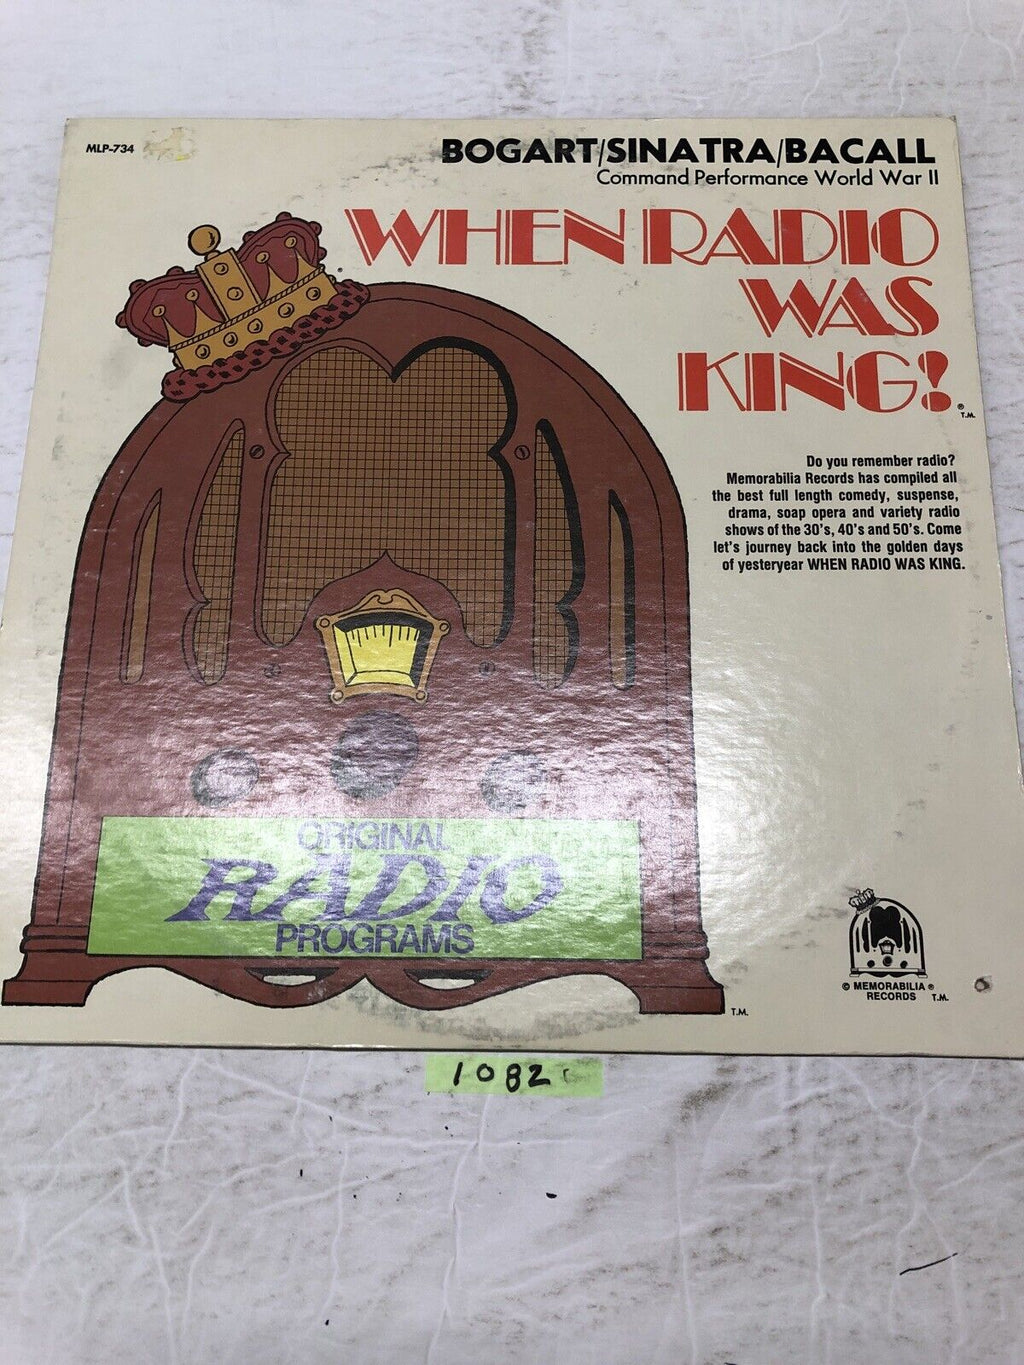 MLP-734
BOGART/SINATRA/BACALL
Command Performance World War II
WHEN RADIO
WAS
KING!
® T.M.
Do you remember radio?
Memorabilia Records has compiled all
the best full length comedy, suspense,
drama, soap opera and variety radio
shows of the 30's, 40's and 50's. Come
let's journey back into the golden days
of yesteryear WHEN RADIO WAS KING.
ORIGINAL
RADIO
PROGRAMS
T.M.
© MEMORABILIA ®
RECORDS T.M.
1082